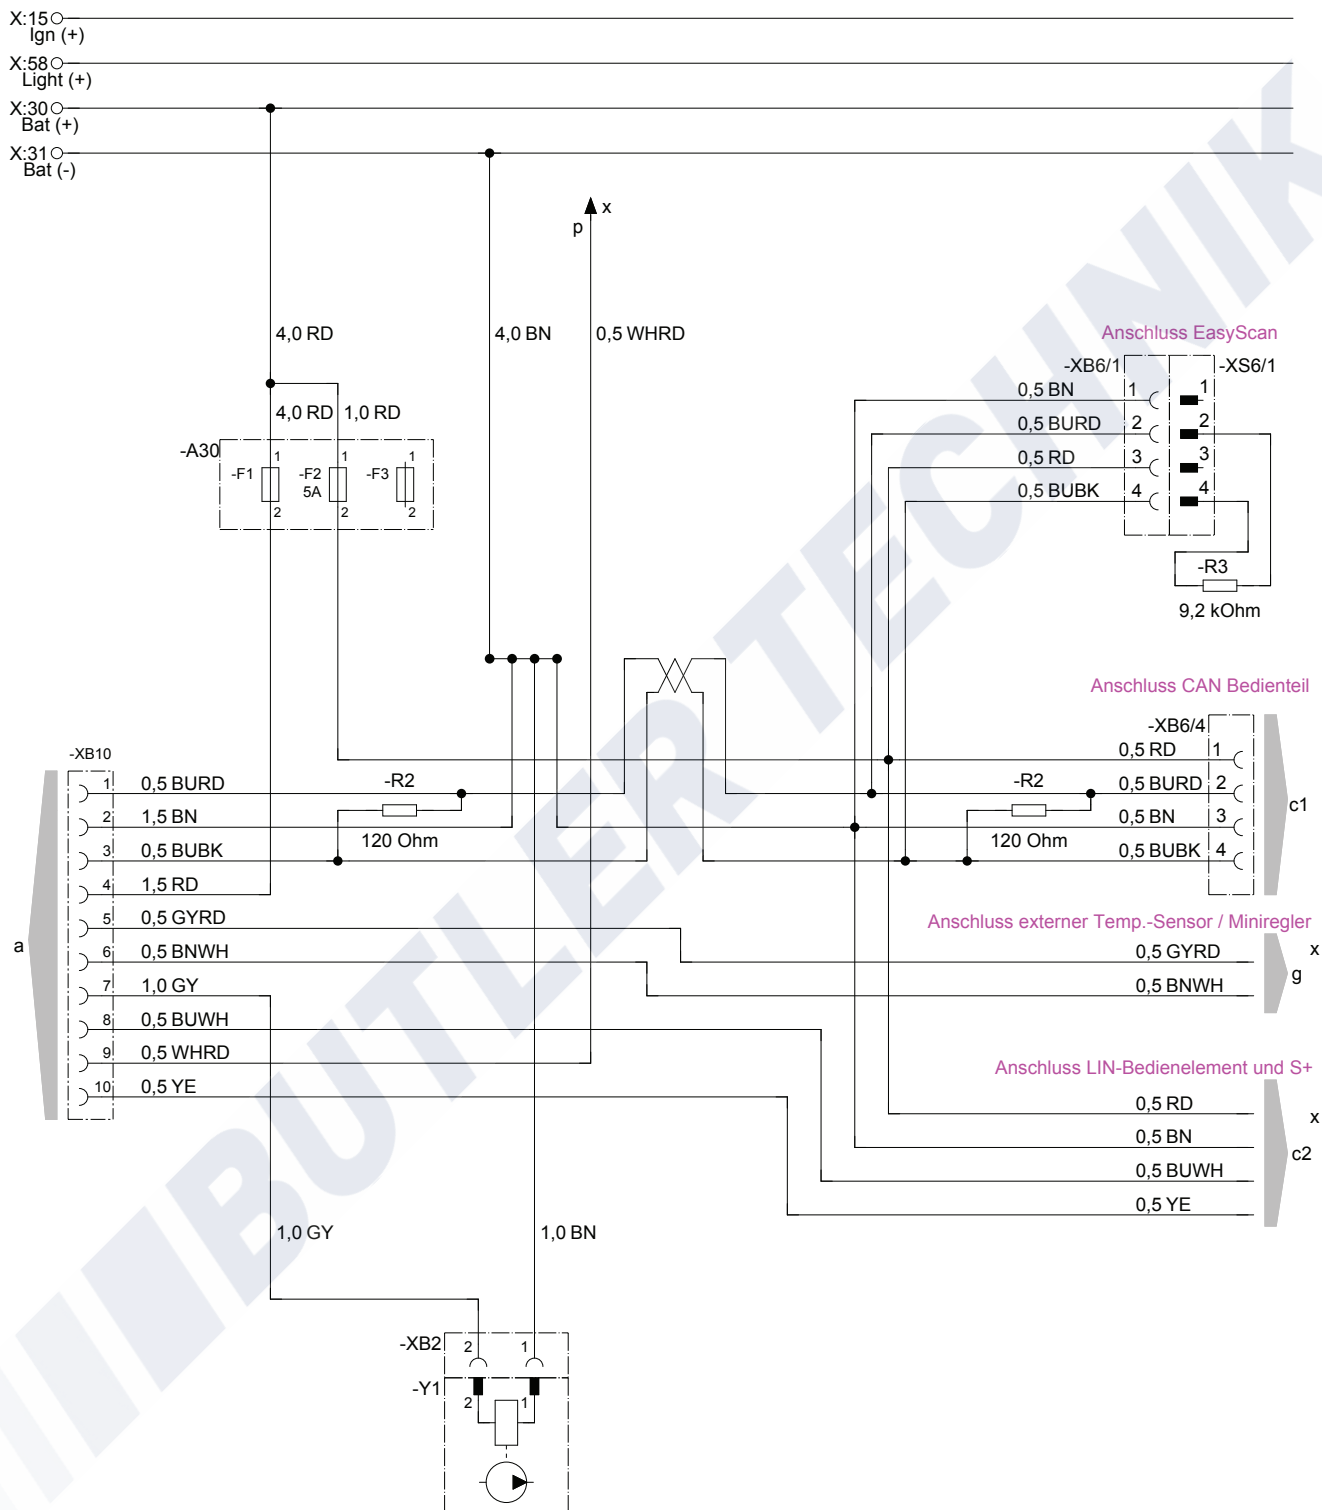 X:15
Ign (+)
X:58
Light (+)
X:30
Bat (+)
X:31
Bat (-)
x
p
4,0 RD
4,0 BN
0,5 WHRD
4,0 RD
1,0 RD
-A30
-F1
1
2
-F2
5A
1
2
-F3
1
2
Anschluss EasyScan
-XB6/1
-XS6/1
0,5 BN
1
1
0,5 BURD
2
2
0,5 RD
3
3
0,5 BUBK
4
4
-R3
9,2 kOhm
Anschluss CAN Bedienteil
-XB6/4
0,5 RD
1
0,5 BURD
2
0,5 BN
3
0,5 BUBK
4
c1
-R2
120 Ohm
-R2
120 Ohm
-XB10
a
1
0,5 BURD
2
1,5 BN
3
0,5 BUBK
4
1,5 RD
5
0,5 GYRD
6
0,5 BNWH
7
1,0 GY
8
0,5 BUWH
9
0,5 WHRD
10
0,5 YE
Anschluss externer Temp.-Sensor / Miniregler
0,5 GYRD
x
0,5 BNWH
g
Anschluss LIN-Bedienelement und S+
0,5 RD
x
0,5 BN
0,5 BUWH
c2
0,5 YE
1,0 GY
1,0 BN
-XB2
2
1
-Y1
2
1
BUTLER TECHNIK